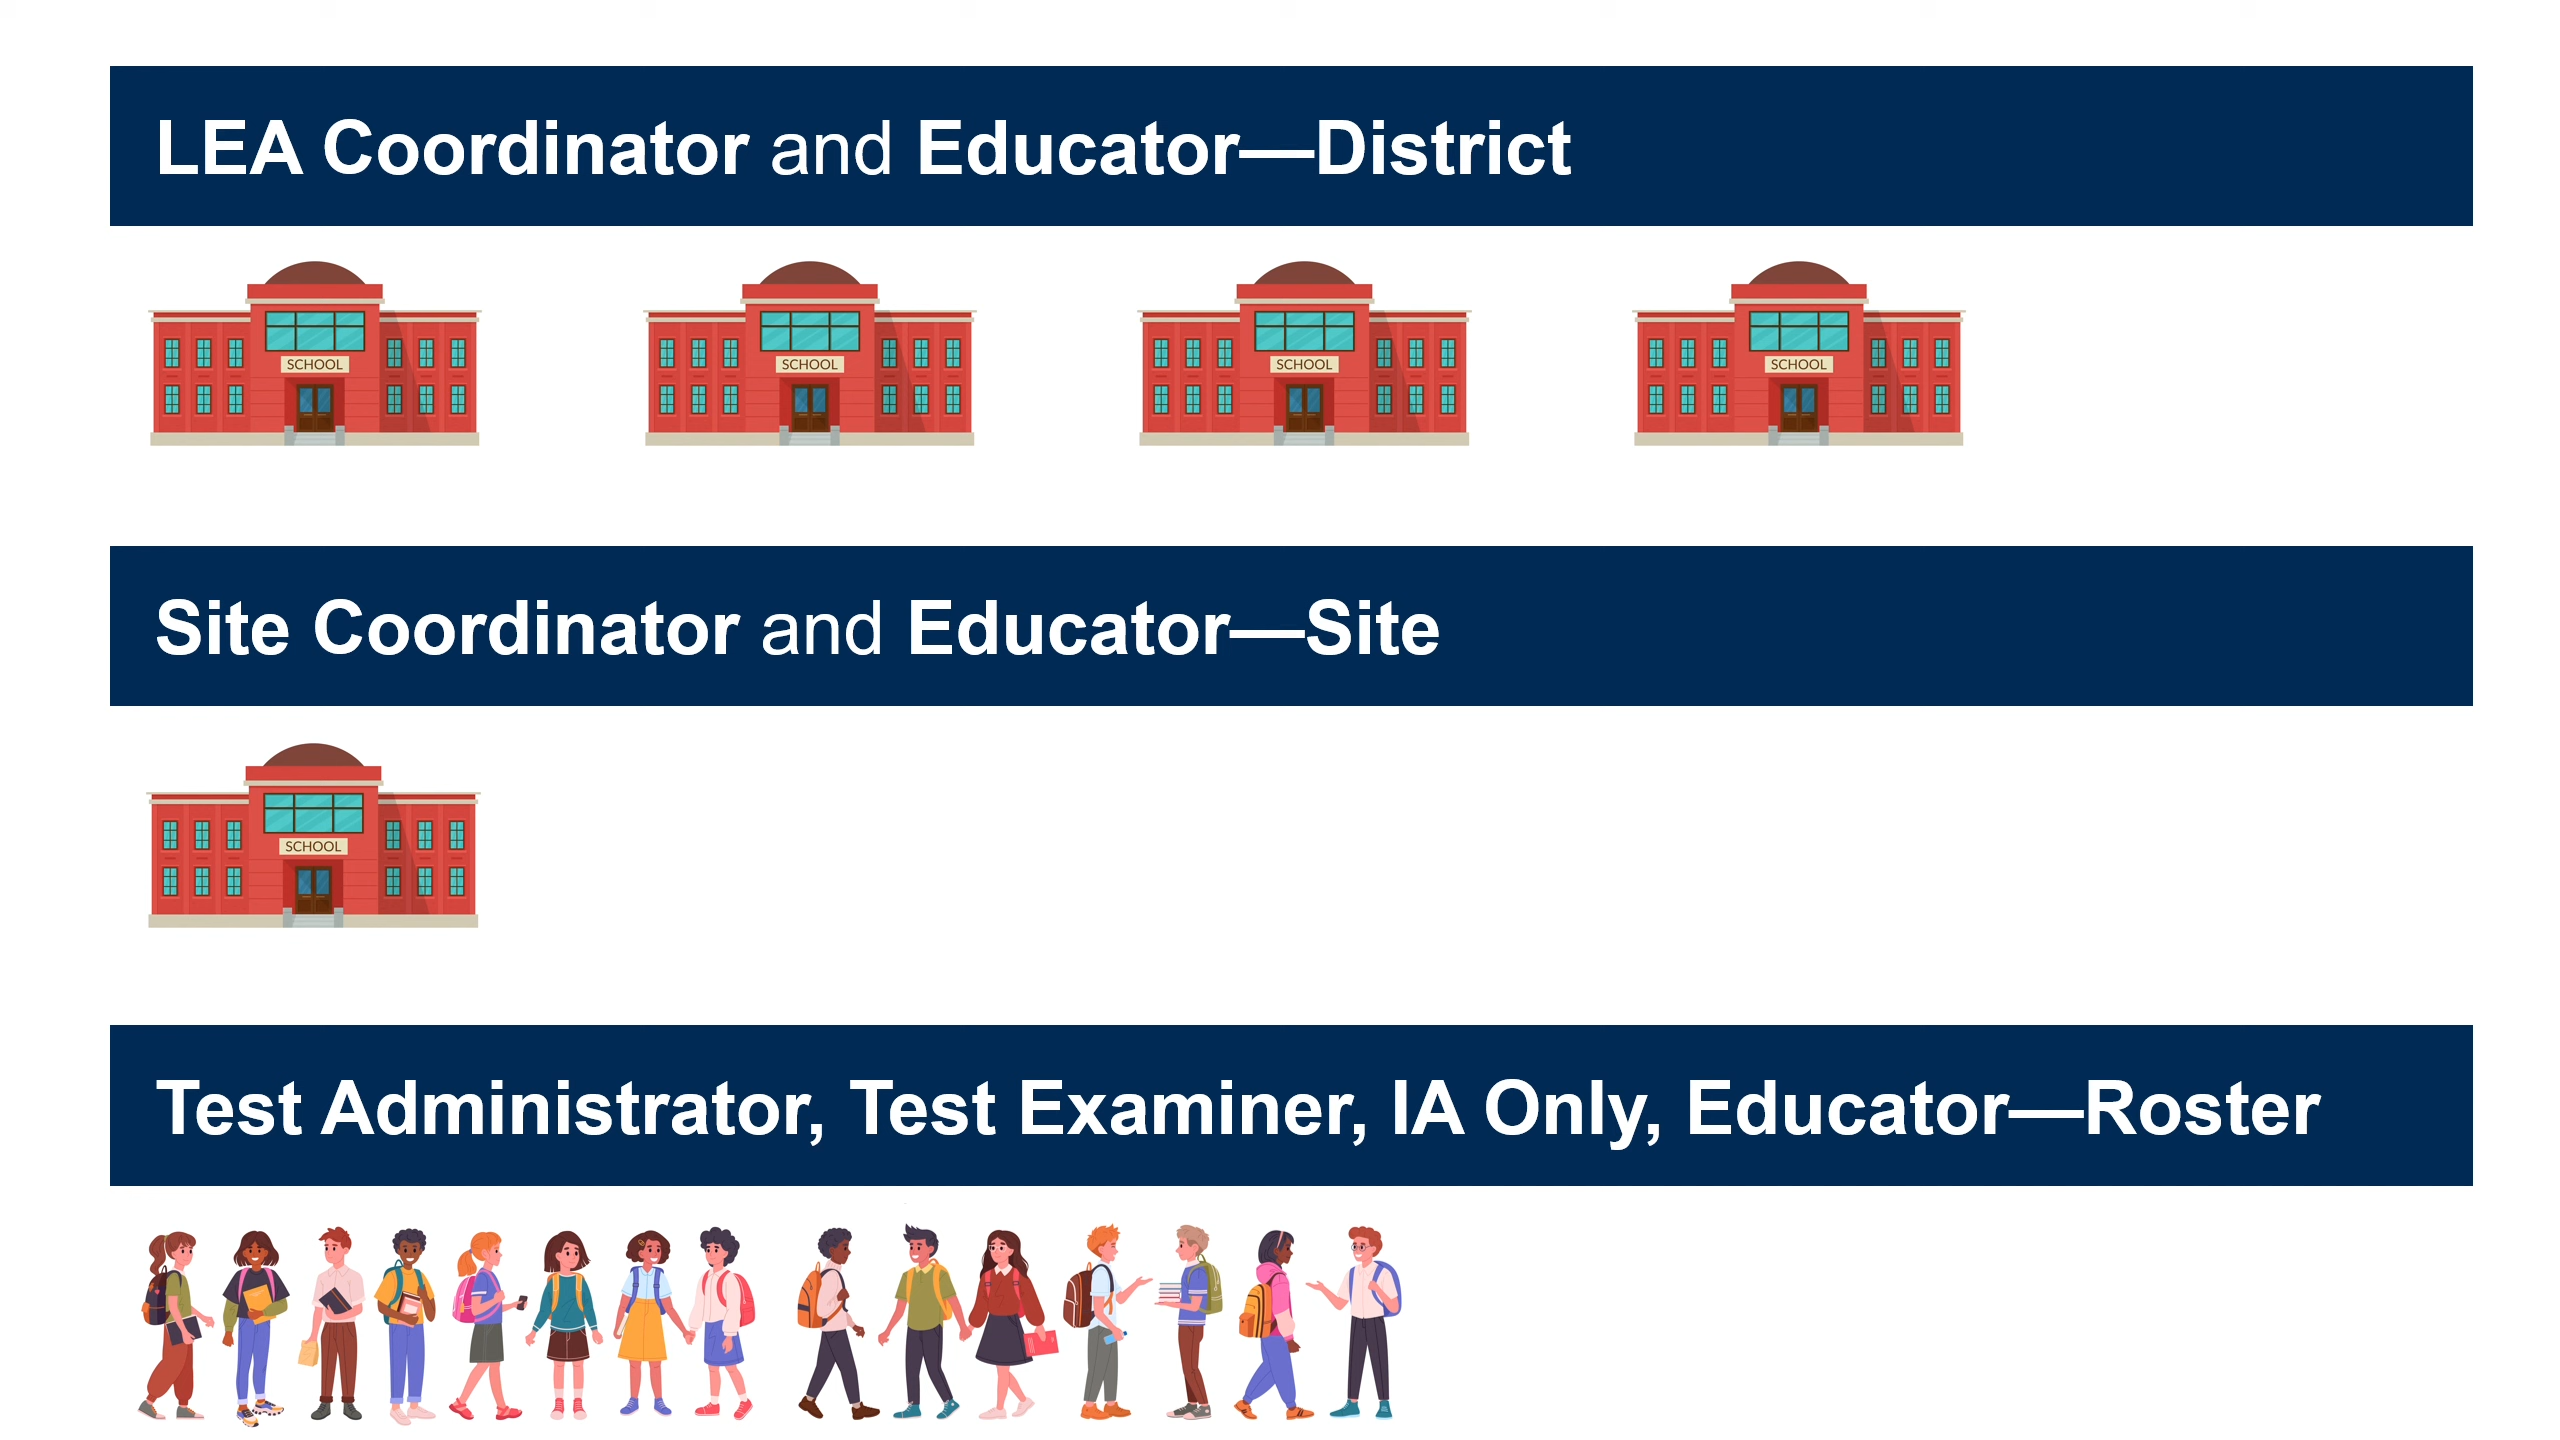 LEA Coordinator and Educator—District
SCHOOL SCHOOL SCHOOL SCHOOL
Site Coordinator and Educator—Site
SCHOOL
Test Administrator, Test Examiner, IA Only, Educator—Roster